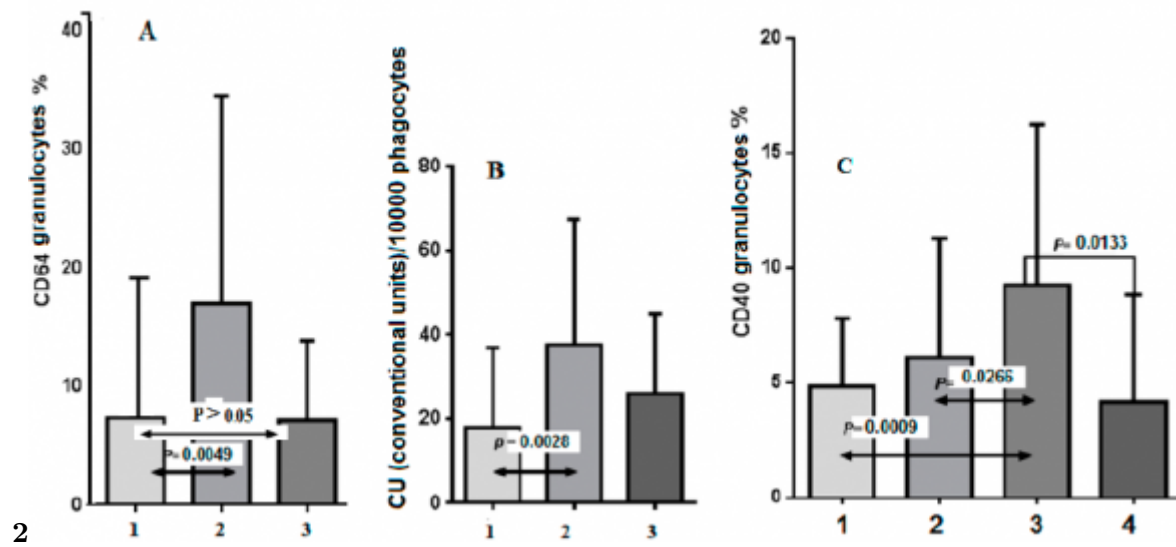 A
CD64 granulocytes %
40
30
20
10
0
P > 0.05
P= 0.0049
1 2 3
B
CU (conventional units)/10000 phagocytes
80
60
40
20
0
p = 0.0028
1 2 3
C
CD40 granulocytes %
20
15
10
5
0
P= 0.0133
P= 0.0266
P= 0.0009
1 2 3 4
2